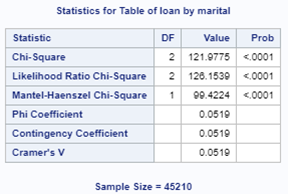 Statistics for Table of loan by marital
Statistic DF Value Prob
Chi-Square 2 121.9775 <.0001
Likelihood Ratio Chi-Square 2 126.1539 <.0001
Mantel-Haenszel Chi-Square 1 99.4224 <.0001
Phi Coefficient 0.0519
Contingency Coefficient 0.0519
Cramer's V 0.0519
Sample Size = 45210